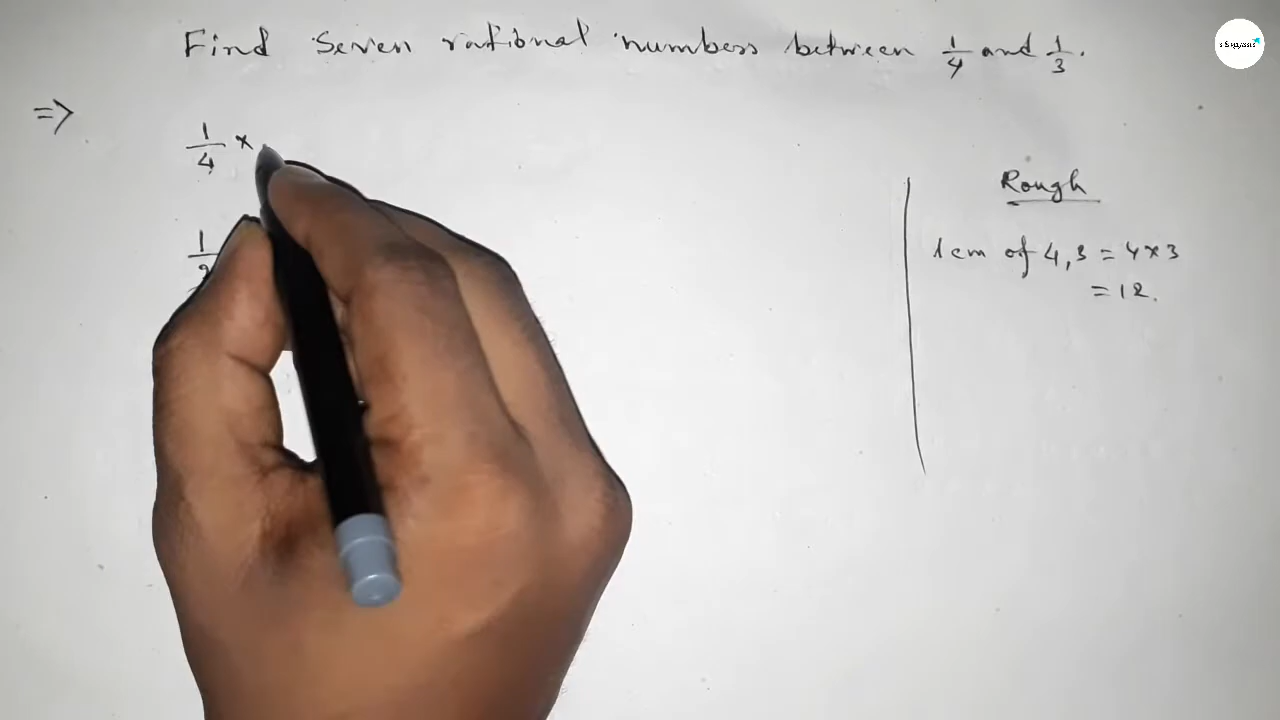 Find Seven rational numbers between 1/4 and 1/3.
=>
1/4 ×
Rough
lcm of 4,3 = 4×3
= 12.